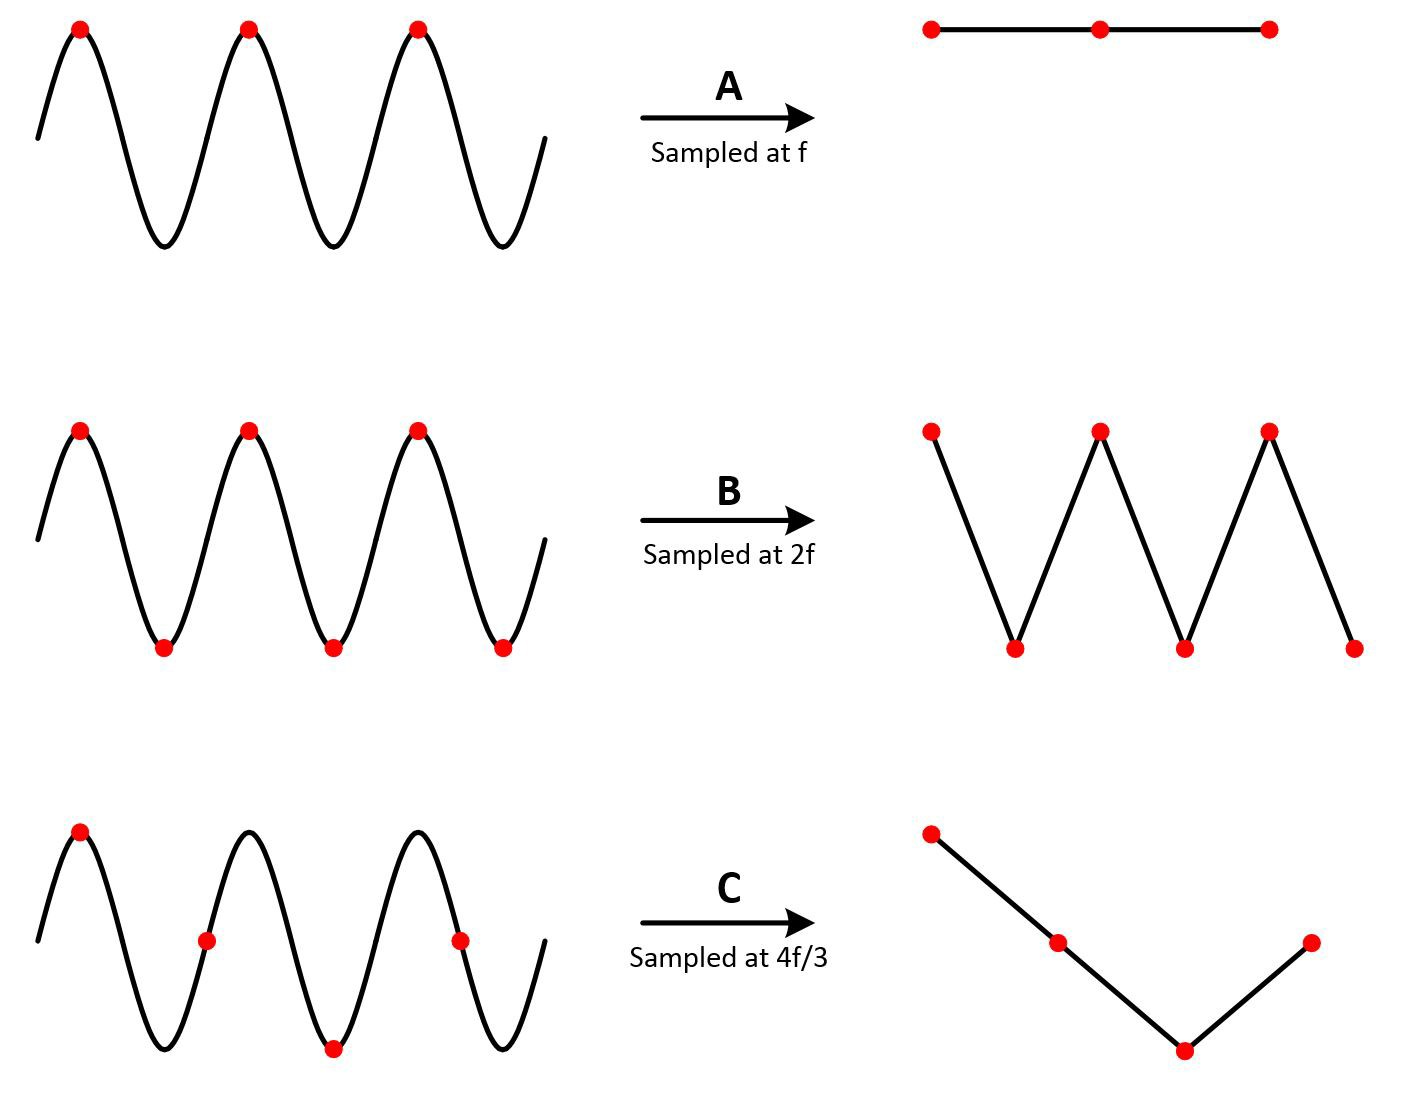 A
Sampled at f
B
Sampled at 2f
C
Sampled at 4f/3